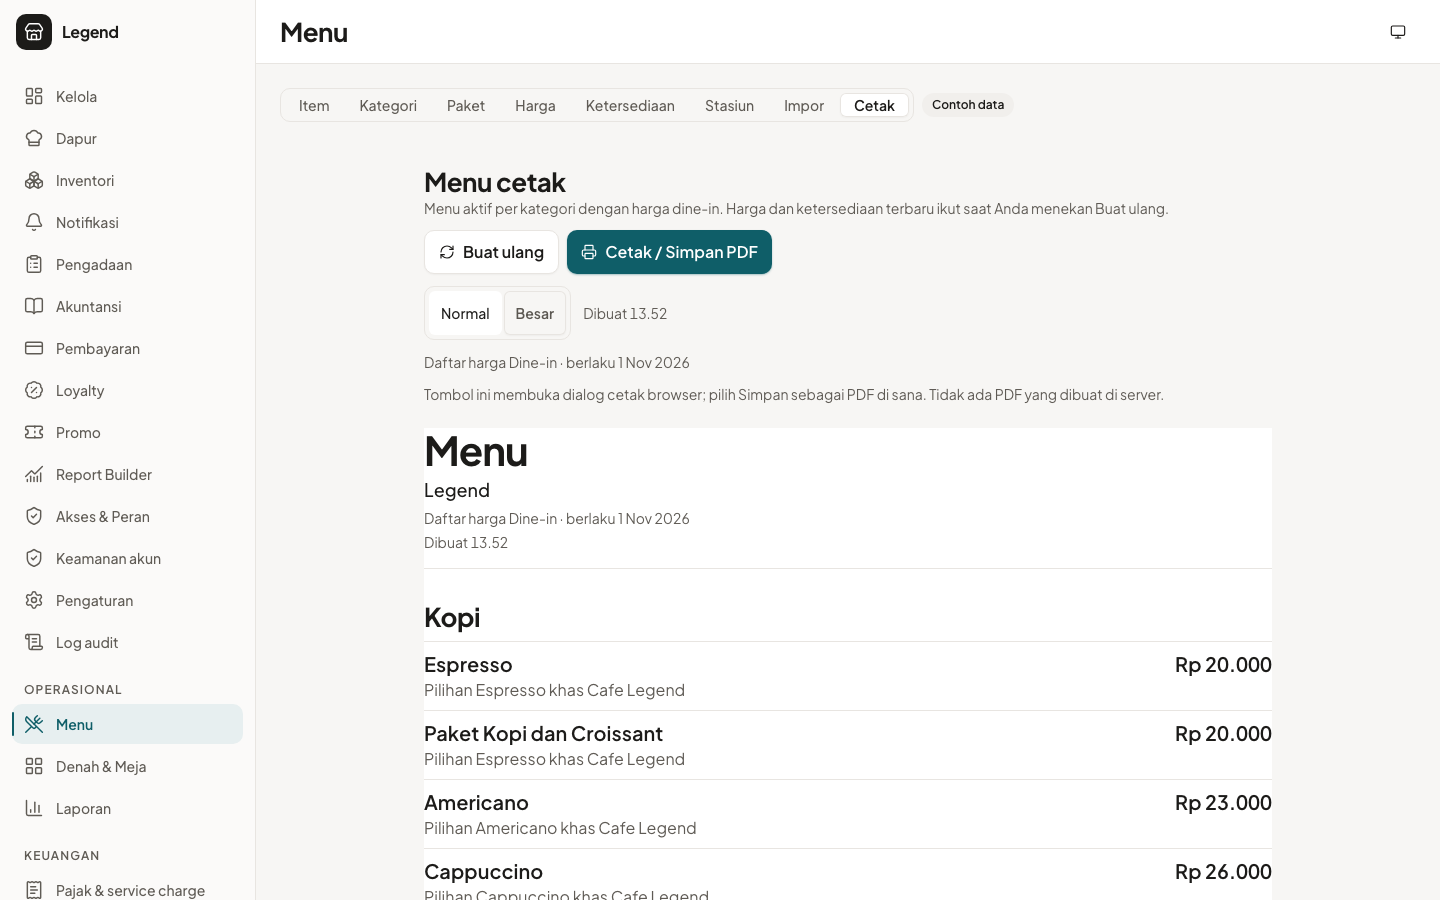 Legend
Menu
Kelola
Dapur
Inventori
Notifikasi
Pengadaan
Akuntansi
Pembayaran
Loyalty
Promo
Report Builder
Akses & Peran
Keamanan akun
Pengaturan
Log audit
OPERASIONAL
Menu
Denah & Meja
Laporan
KEUANGAN
Pajak & service charge
Item Kategori Paket Harga Ketersediaan Stasiun Impor Cetak Contoh data
Menu cetak
Menu aktif per kategori dengan harga dine-in. Harga dan ketersediaan terbaru ikut saat Anda menekan Buat ulang.
Buat ulang Cetak / Simpan PDF
Normal Besar Dibuat 13.52
Daftar harga Dine-in · berlaku 1 Nov 2026
Tombol ini membuka dialog cetak browser; pilih Simpan sebagai PDF di sana. Tidak ada PDF yang dibuat di server.
Menu
Legend
Daftar harga Dine-in · berlaku 1 Nov 2026
Dibuat 13.52
Kopi
Espresso Rp 20.000
Pilihan Espresso khas Cafe Legend
Paket Kopi dan Croissant Rp 20.000
Pilihan Espresso khas Cafe Legend
Americano Rp 23.000
Pilihan Americano khas Cafe Legend
Cappuccino Rp 26.000
Pilihan Cappuccino khas Cafe Legend